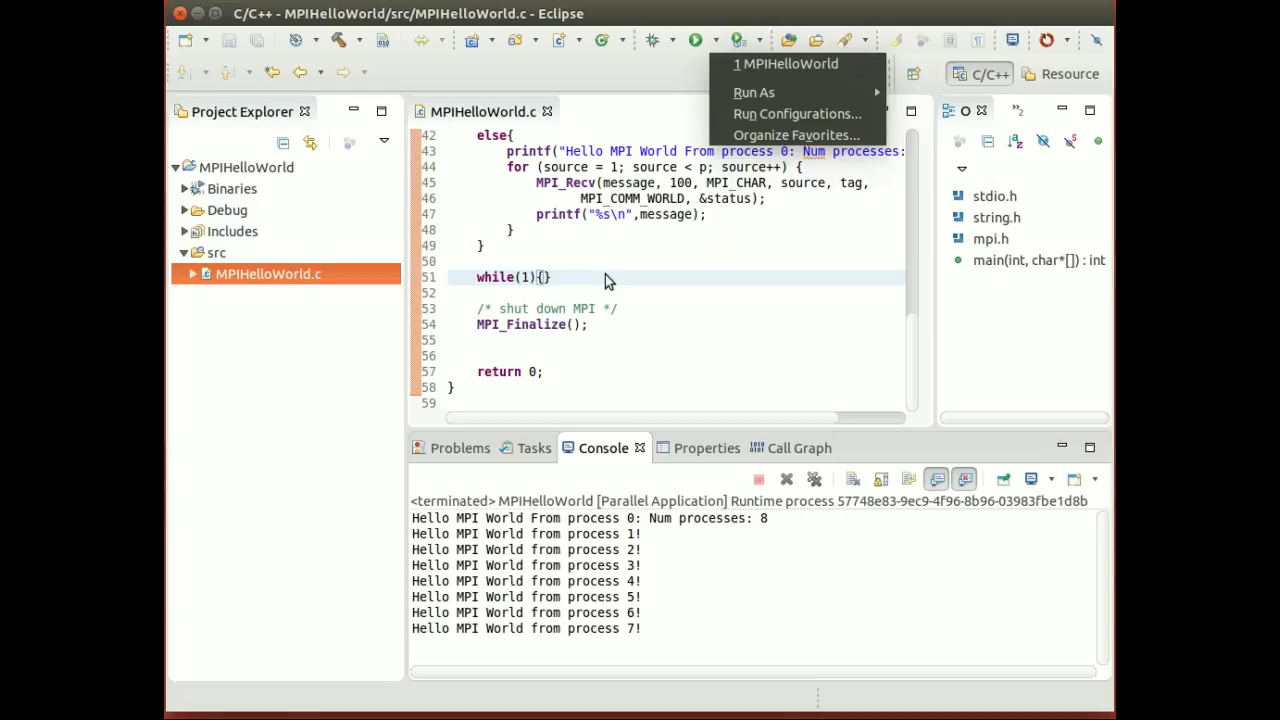 C/C++ - MPIHelloWorld/src/MPIHelloWorld.c - Eclipse
1 MPIHelloWorld
Run As
Run Configurations...
Organize Favorites...
C/C++
Resource
Project Explorer
MPIHelloWorld
Binaries
Debug
Includes
src
MPIHelloWorld.c
MPIHelloWorld.c
42 else{
43 printf("Hello MPI World From process 0: Num processes:
44 for (source = 1; source < p; source++) {
45 MPI_Recv(message, 100, MPI_CHAR, source, tag,
46 MPI_COMM_WORLD, &status);
47 printf("%s\n",message);
48 }
49 }
50
51 while(1){}
52
53 /* shut down MPI */
54 MPI_Finalize();
55
56
57 return 0;
58 }
59
O
2
stdio.h
string.h
mpi.h
main(int, char*[]) : int
Problems
Tasks
Console
Properties
Call Graph
<terminated> MPIHelloWorld [Parallel Application] Runtime process 57748e83-9ec9-4f96-8b96-03983fbe1d8b
Hello MPI World From process 0: Num processes: 8
Hello MPI World from process 1!
Hello MPI World from process 2!
Hello MPI World from process 3!
Hello MPI World from process 4!
Hello MPI World from process 5!
Hello MPI World from process 6!
Hello MPI World from process 7!